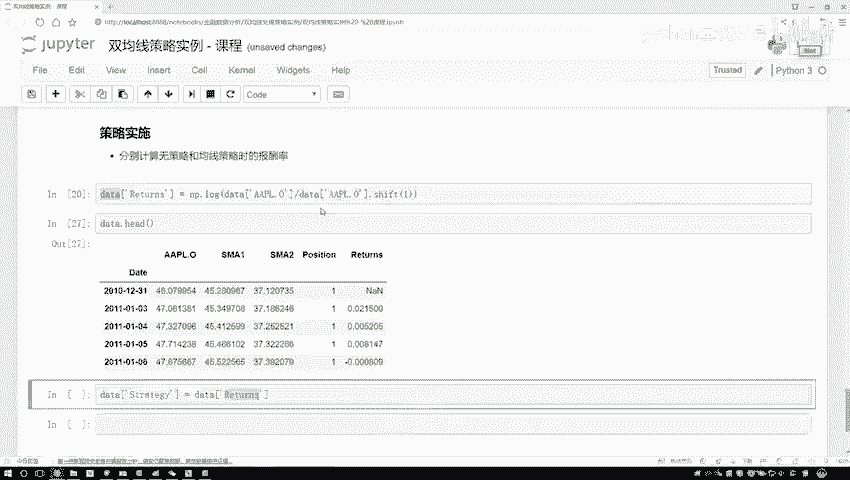 双均线策略实例 - 课程
jupyter 双均线策略实例 - 课程 (unsaved changes)
File Edit View Insert Cell Kernel Widgets Help
Trusted Python 3
Code
策略实施
分别计算无策略和均线策略时的报酬率
In [20]: data['Returns'] = np.log(data['AAPL.O']/data['AAPL.O'].shift(1))
In [27]: data.head()
Out[27]:
AAPL.O SMA1 SMA2 Position Returns
Date
2010-12-31 46.079954 45.280967 37.120735 1 NaN
2011-01-03 47.081381 45.349708 37.186246 1 0.021500
2011-01-04 47.327096 45.412599 37.252521 1 0.005205
2011-01-05 47.714238 45.466102 37.322286 1 0.008147
2011-01-06 47.675667 45.522565 37.392079 1 -0.000809
In [ ]: data['Strategy'] = data['Returns']
In [ ]: